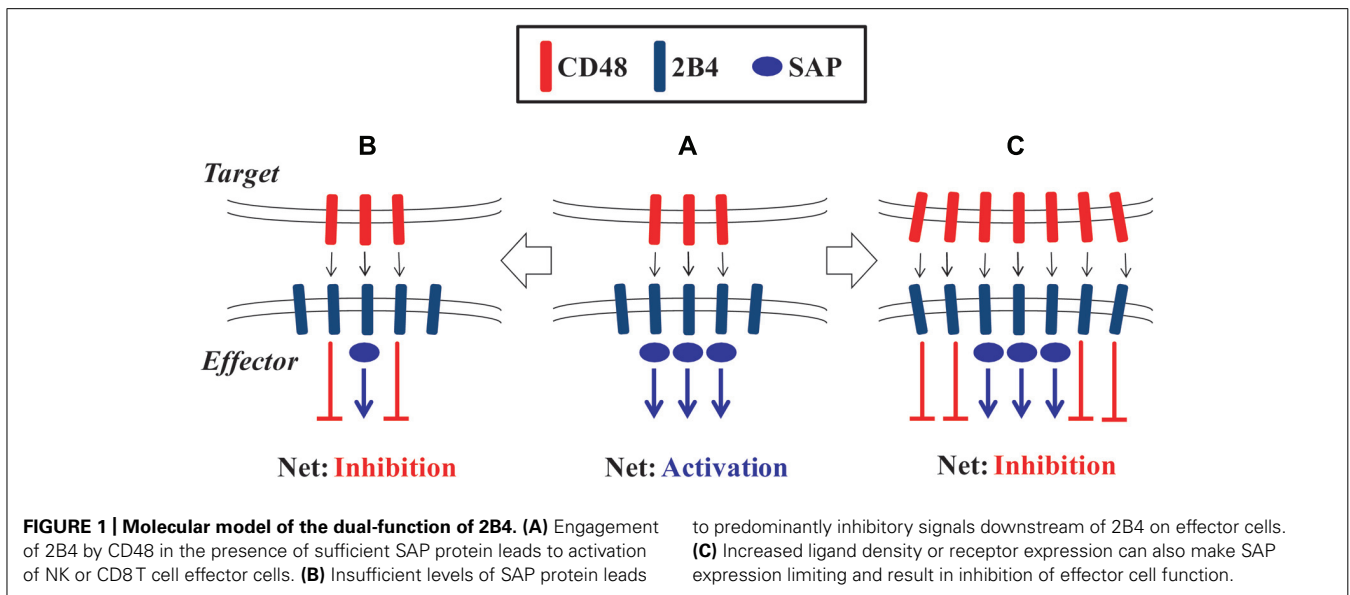 CD48 2B4 SAP
B A C
Target
Effector
Net: Inhibition Net: Activation Net: Inhibition
FIGURE 1 | Molecular model of the dual-function of 2B4. (A) Engagement
of 2B4 by CD48 in the presence of sufficient SAP protein leads to activation
of NK or CD8 T cell effector cells. (B) Insufficient levels of SAP protein leads
to predominantly inhibitory signals downstream of 2B4 on effector cells.
(C) Increased ligand density or receptor expression can also make SAP
expression limiting and result in inhibition of effector cell function.